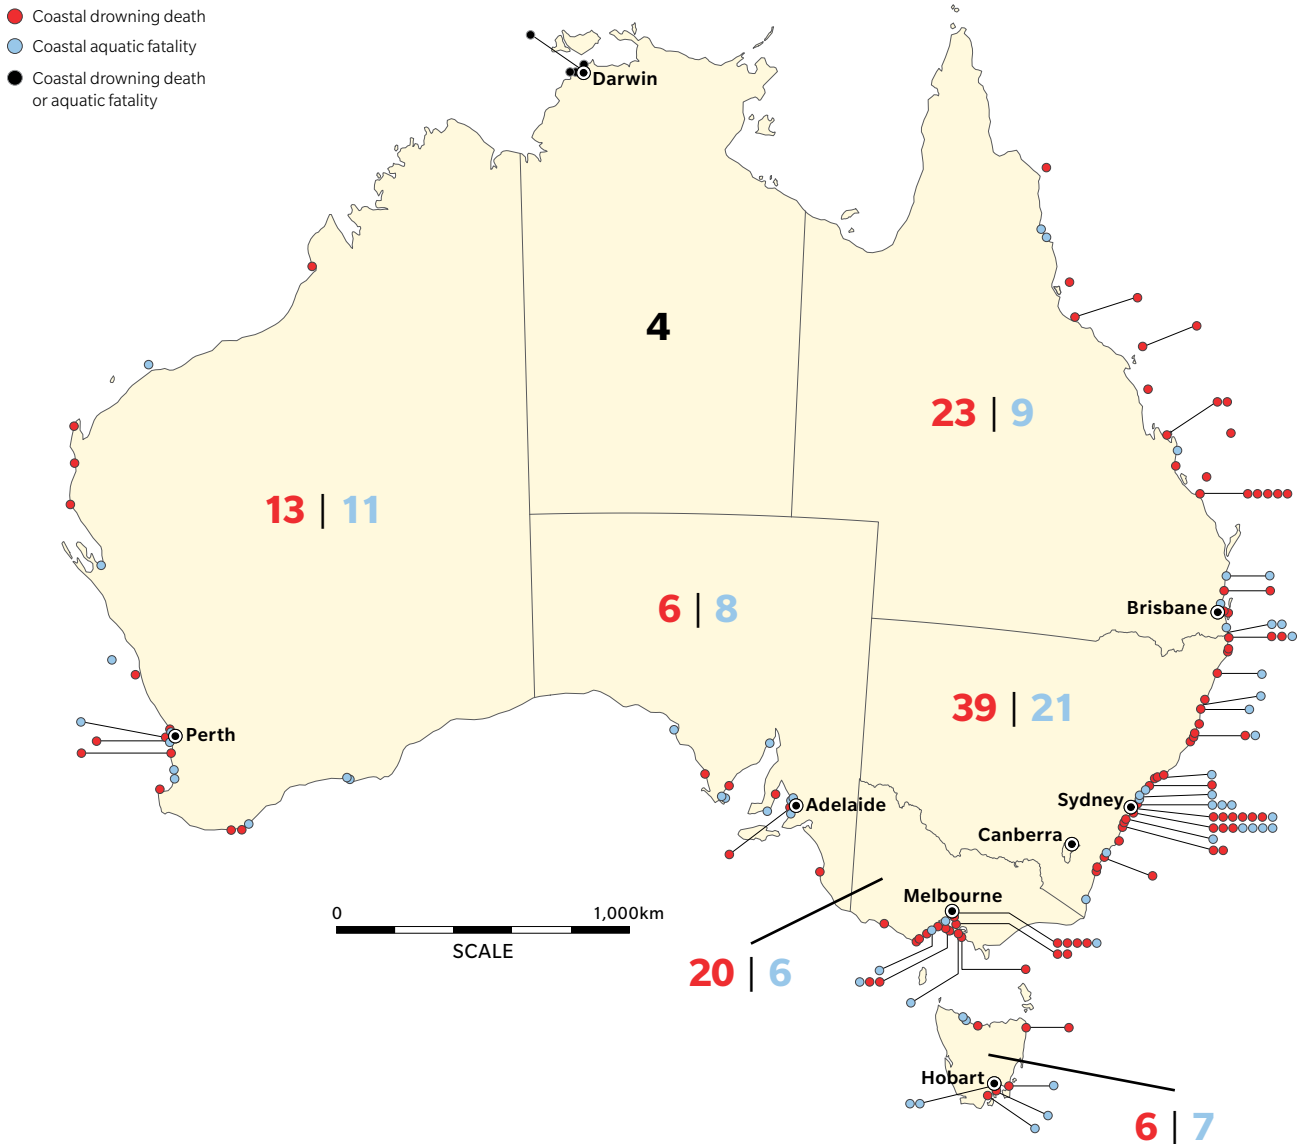 Coastal drowning death
Coastal aquatic fatality
Coastal drowning death
or aquatic fatality
Darwin
4
23 | 9
13 | 11
6 | 8
Brisbane
39 | 21
Perth
Sydney
Adelaide
Canberra
Melbourne
0 1,000km
SCALE
20 | 6
Hobart
6 | 7